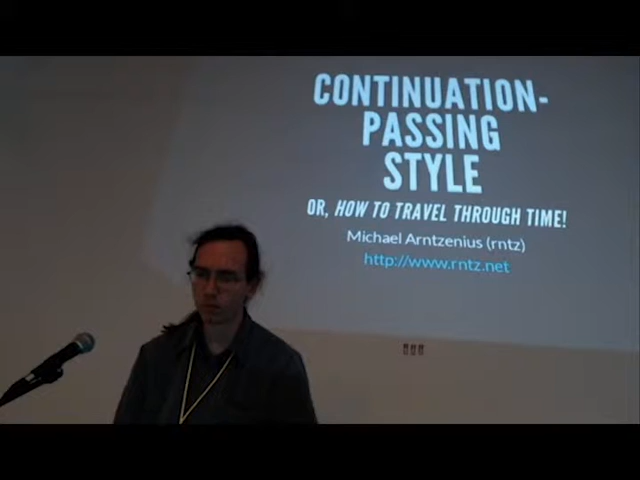 CONTINUATION-
PASSING
STYLE
OR, HOW TO TRAVEL THROUGH TIME!
Michael Arntzenius (rntz)
http://www.rntz.net